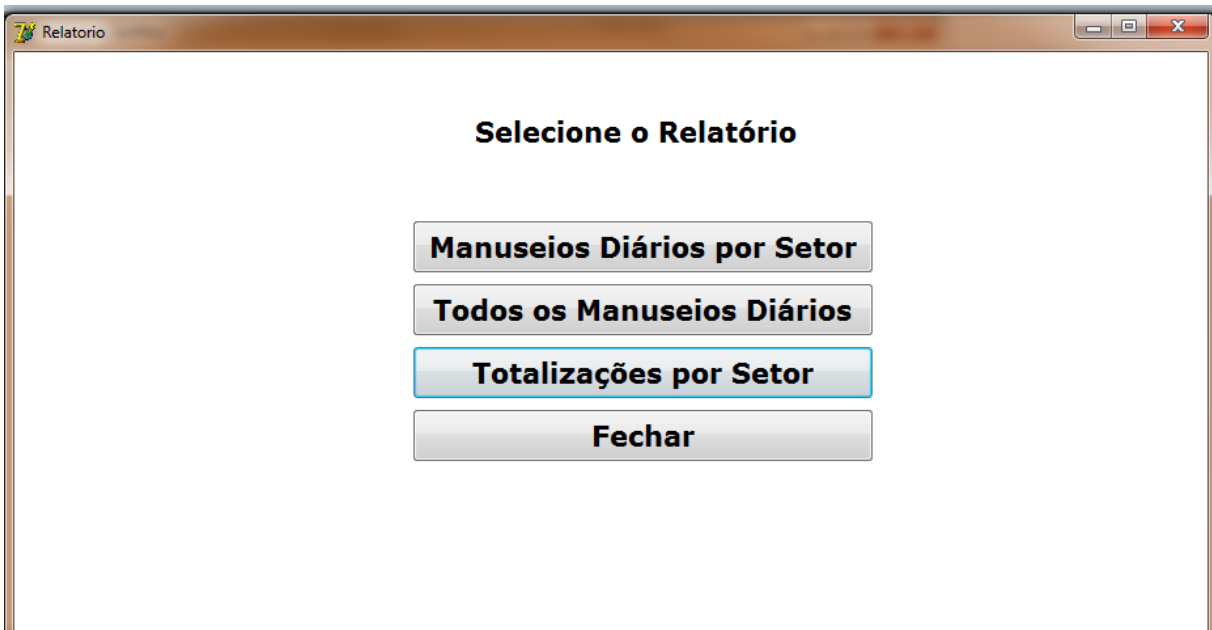 Relatorio
Selecione o Relatório
Manuseios Diários por Setor
Todos os Manuseios Diários
Totalizações por Setor
Fechar